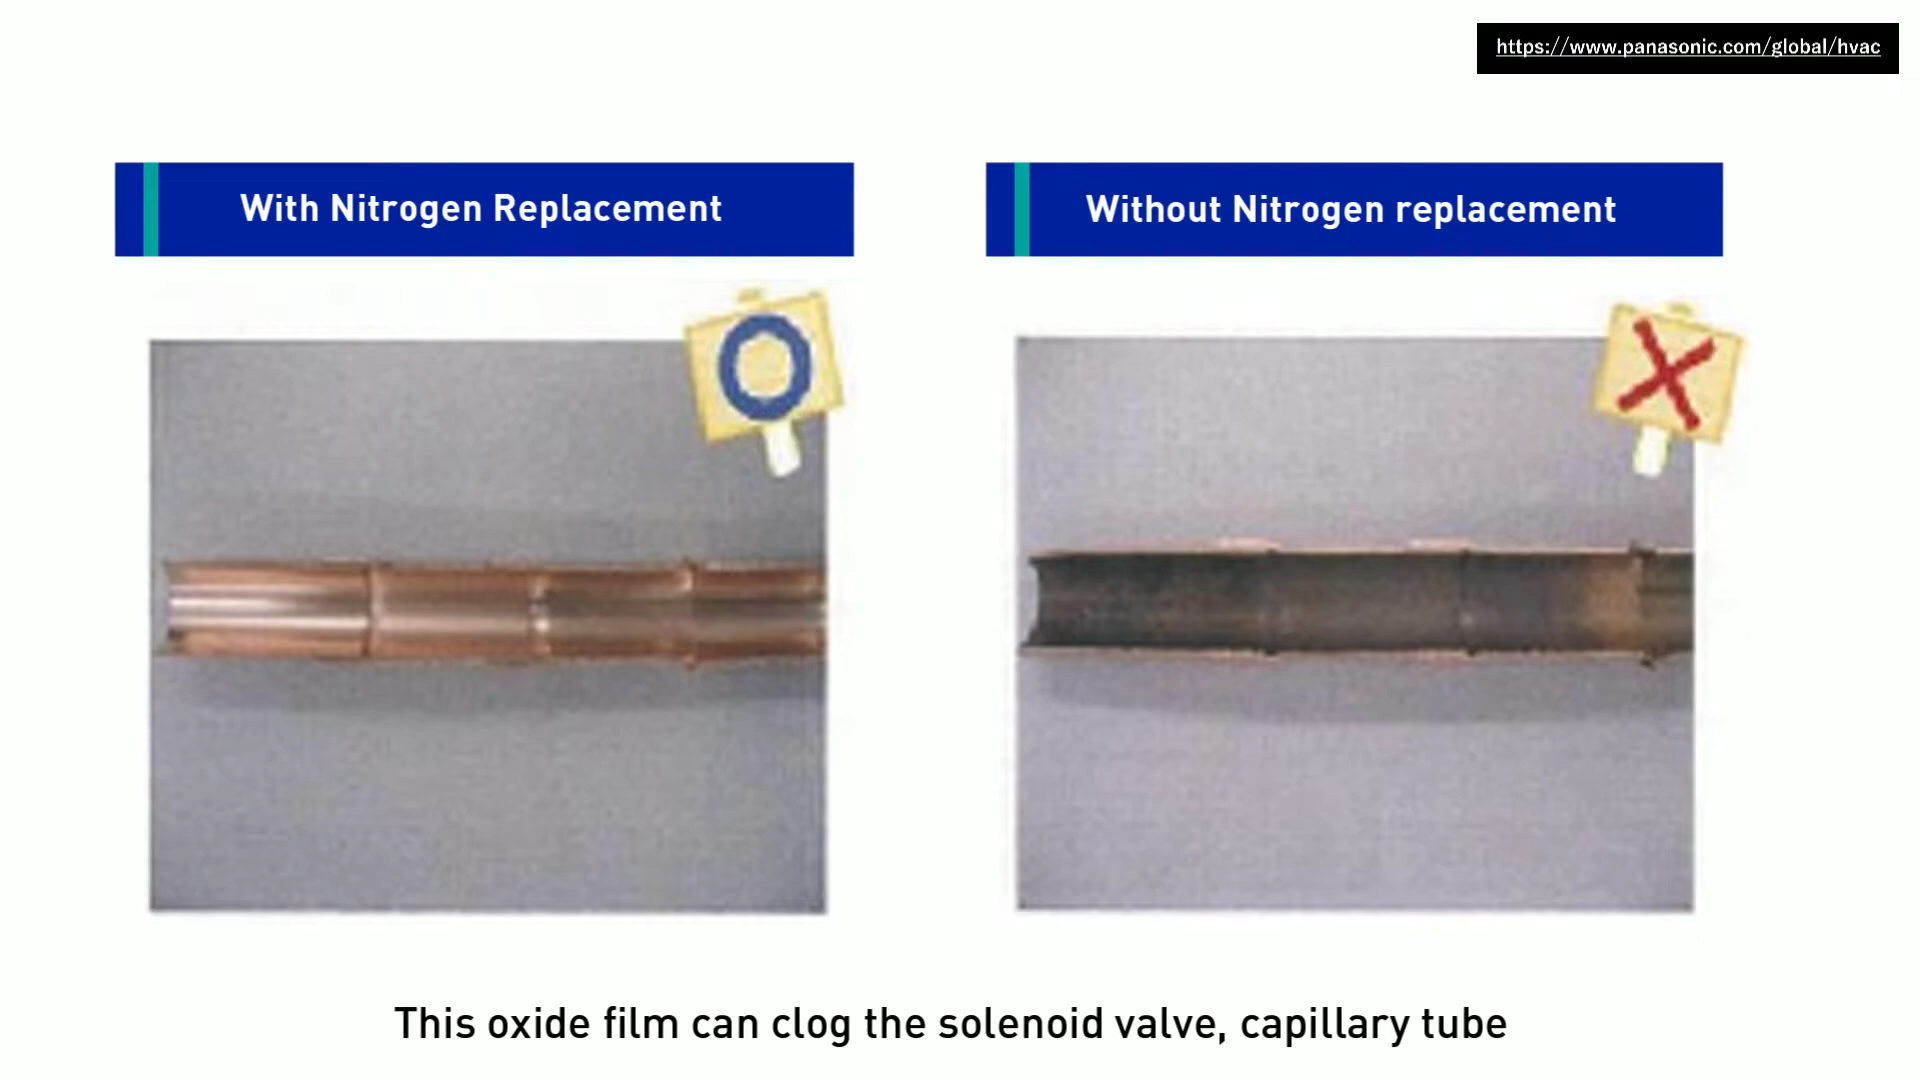 https://www.panasonic.com/global/hvac
With Nitrogen Replacement
Without Nitrogen replacement
This oxide film can clog the solenoid valve, capillary tube